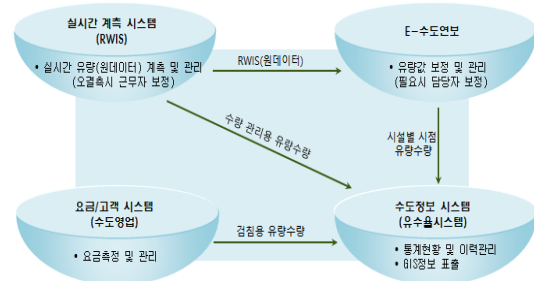 실시간 계측 시스템
(RWIS)
• 실시간 유량(원데이터) 계측 및 관리
(오결측시 근무자 보정)
RWIS(원데이터)
E-수도연보
• 유량값 보정 및 관리
(필요시 담당자 보정)
수량 관리용 유량수량
시설별 시점
유량수량
요금/고객 시스템
(수도영업)
• 요금측정 및 관리
검침용 유량수량
수도정보 시스템
(유수율시스템)
• 통계현황 및 이력관리
• GIS정보 표출